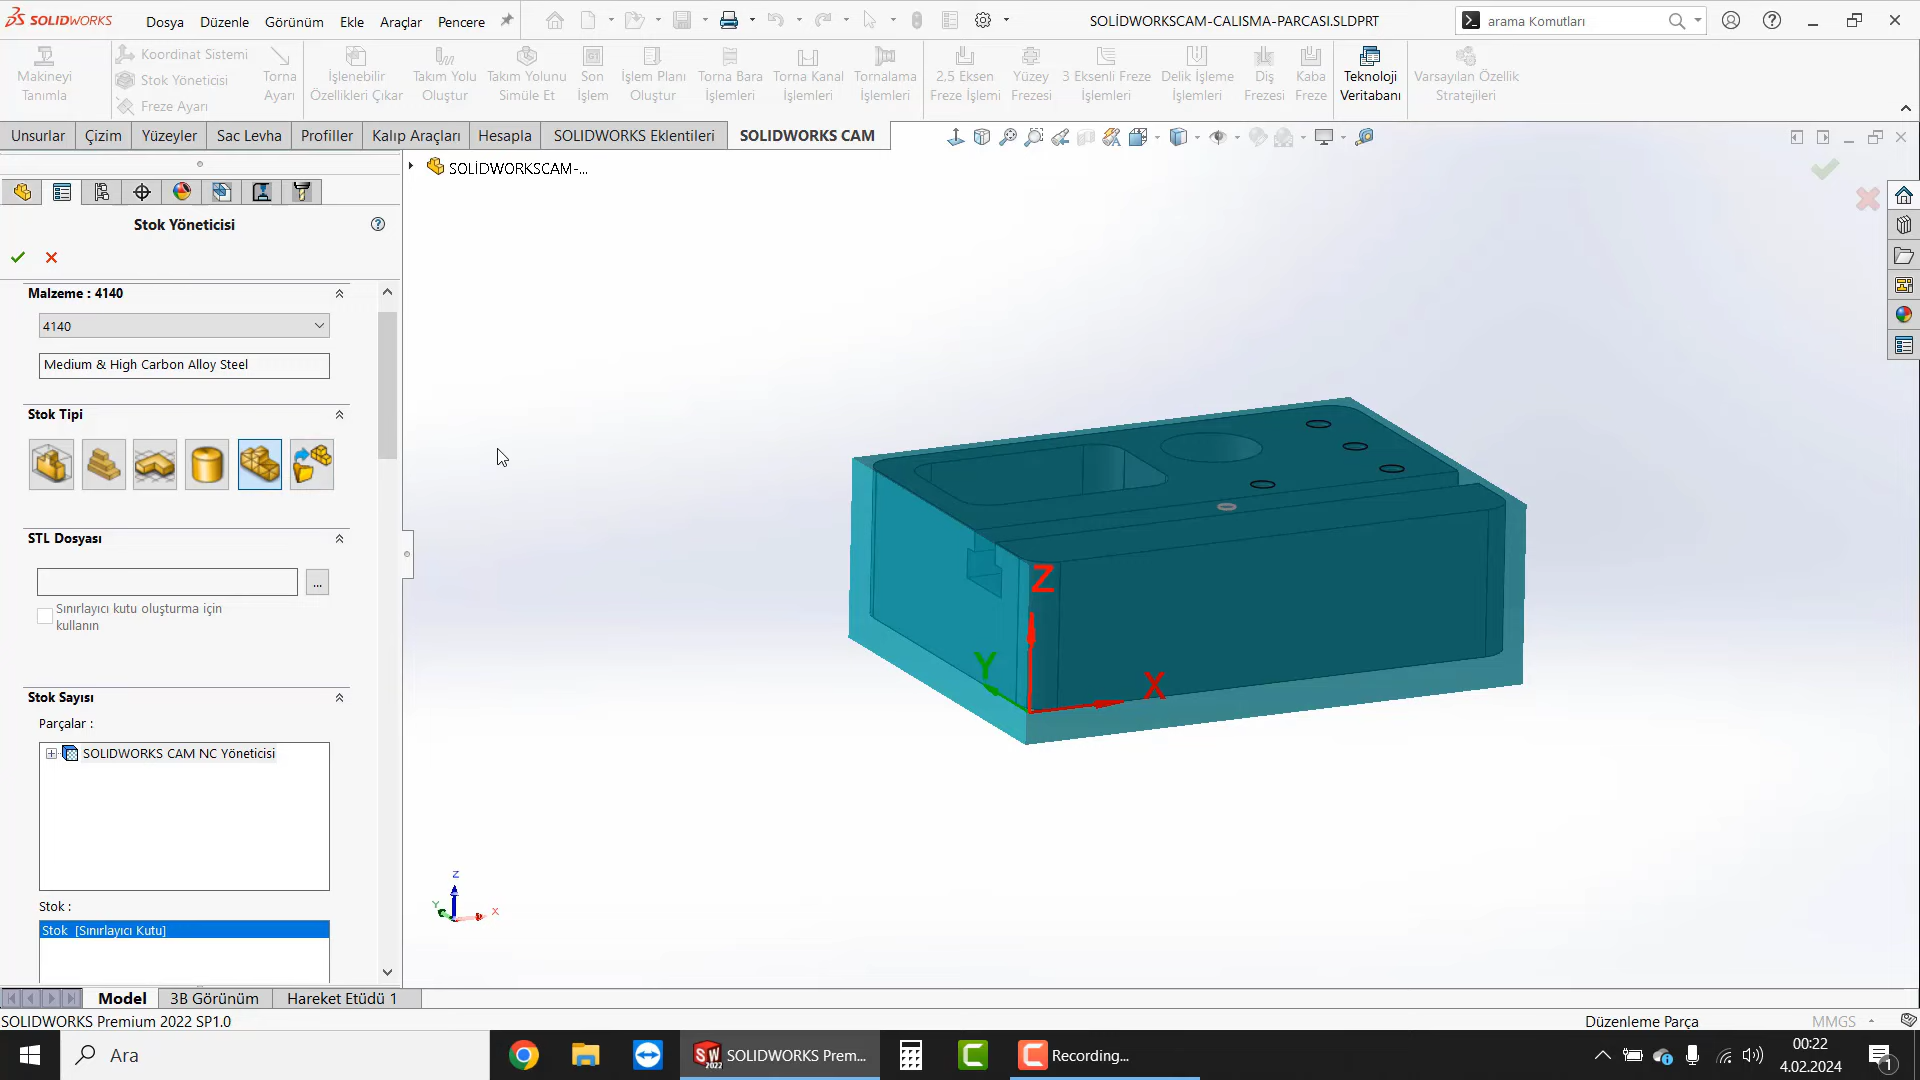 SOLIDWORKS
Dosya
Düzenle
Görünüm
Ekle
Araçlar
Pencere
SOLİDWORKSCAM-CALISMA-PARCASI.SLDPRT
arama Komutları
Makineyi
Tanımla
Koordinat Sistemi
Stok Yöneticisi
Freze Ayarı
Torna
Ayarı
İşlenebilir
Özellikleri Çıkar
Takım Yolu
Oluştur
Takım Yolunu
Simüle Et
Son
İşlem
İşlem Planı
Oluştur
Torna Bara
İşlemleri
Torna Kanal
İşlemleri
Tornalama
İşlemleri
2,5 Eksen
Freze İşlemi
Yüzey
Frezesi
3 Eksenli Freze
İşlemleri
Delik İşleme
İşlemleri
Diş
Frezesi
Kaba
Freze
Teknoloji
Veritabanı
Varsayılan Özellik
Stratejileri
Unsurlar
Çizim
Yüzeyler
Sac Levha
Profiller
Kalıp Araçları
Hesapla
SOLIDWORKS Eklentileri
SOLIDWORKS CAM
SOLİDWORKSCAM-...
Stok Yöneticisi
Malzeme : 4140
4140
Medium & High Carbon Alloy Steel
Stok Tipi
STL Dosyası
...
Sınırlayıcı kutu oluşturma için
kullanın
Stok Sayısı
Parçalar :
SOLIDWORKS CAM NC Yöneticisi
Stok :
Stok [Sınırlayıcı Kutu]
Z
Y
X
Z
Y
X
Model
3B Görünüm
Hareket Etüdü 1
SOLIDWORKS Premium 2022 SP1.0
Düzenleme Parça
MMGS
Ara
SW
2022
SOLIDWORKS Prem...
Recording...
00:22
4.02.2024
1